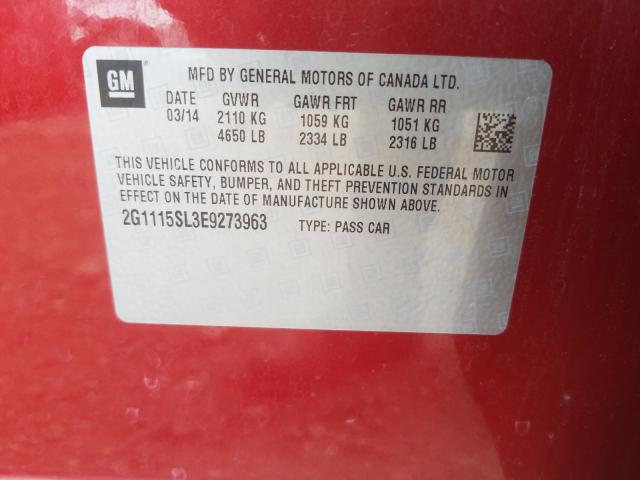 GM MFD BY GENERAL MOTORS OF CANADA LTD.
DATE GVWR GAWR FRT GAWR RR
03/14 2110 KG 1059 KG 1051 KG
4650 LB 2334 LB 2316 LB
THIS VEHICLE CONFORMS TO ALL APPLICABLE U.S. FEDERAL MOTOR
VEHICLE SAFETY, BUMPER, AND THEFT PREVENTION STANDARDS IN
EFFECT ON THE DATE OF MANUFACTURE SHOWN ABOVE.
2G1115SL3E9273963 TYPE: PASS CAR